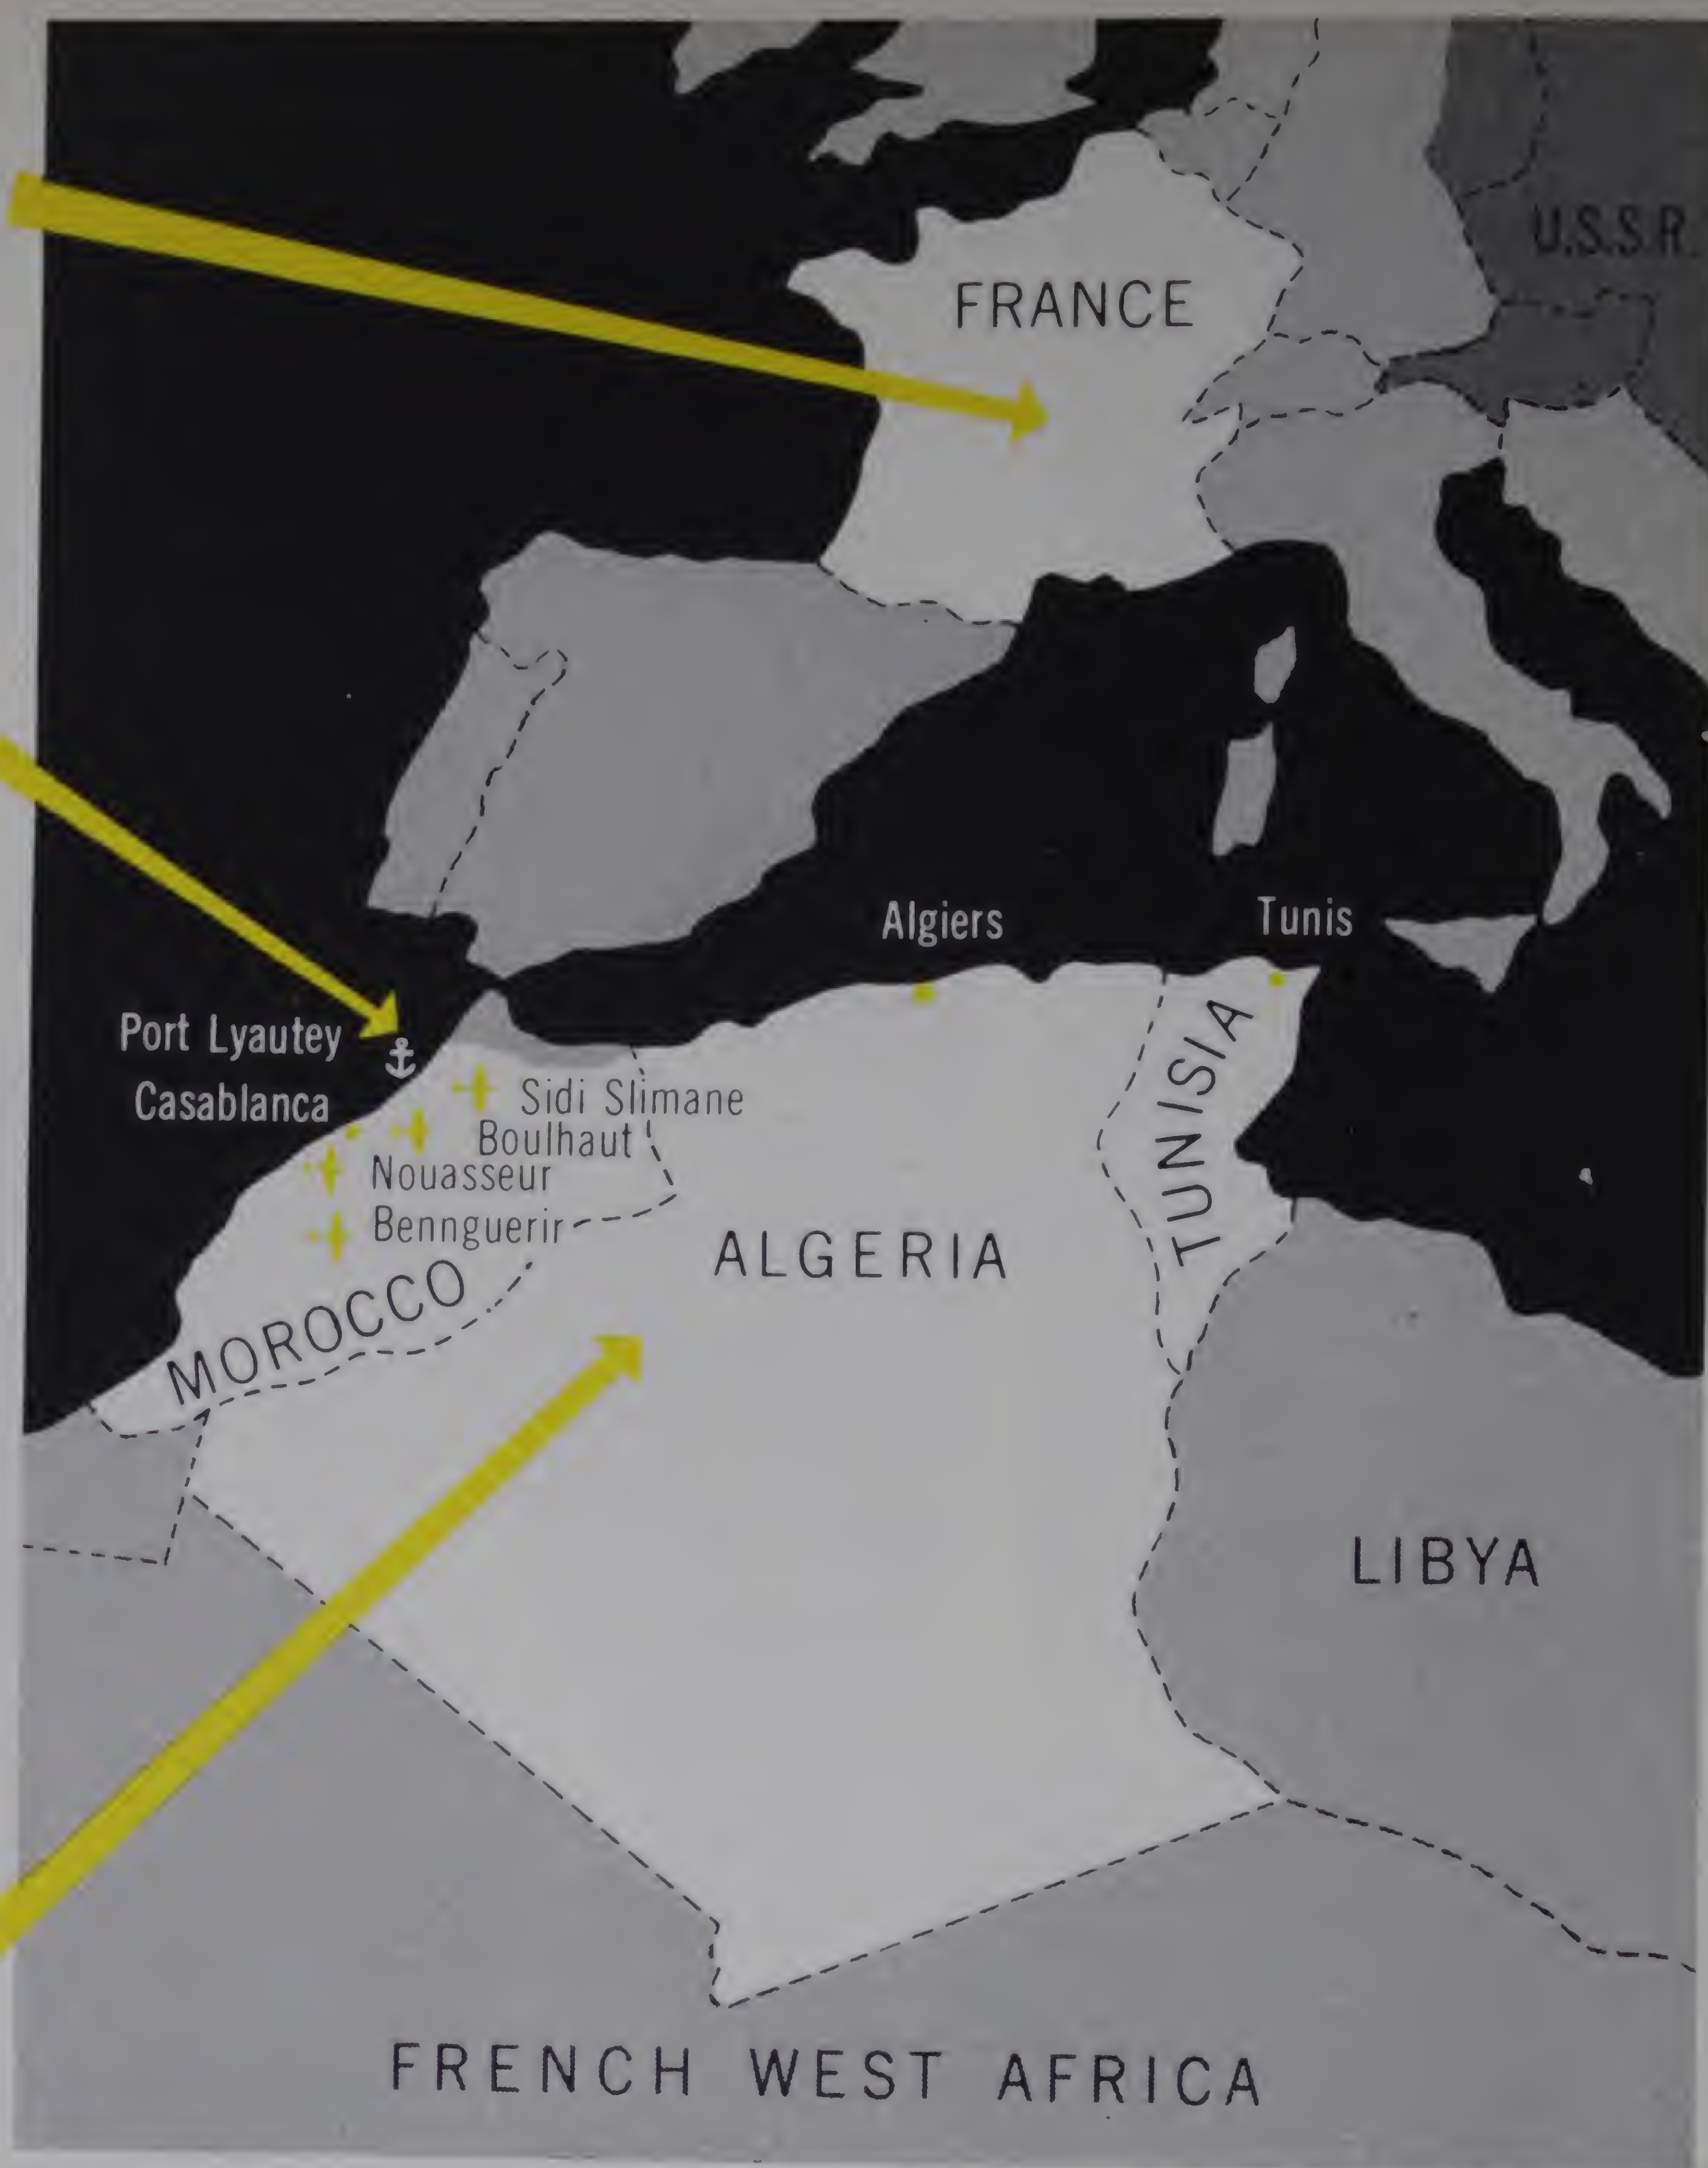 U.S.S.R.
FRANCE
Algiers
Tunis
Port Lyautey
Casablanca
Sidi Slimane
Boulhaut
Nouasseur
Bennguerir
TUNISIA
ALGERIA
MOROCCO
LIBYA
FRENCH WEST AFRICA